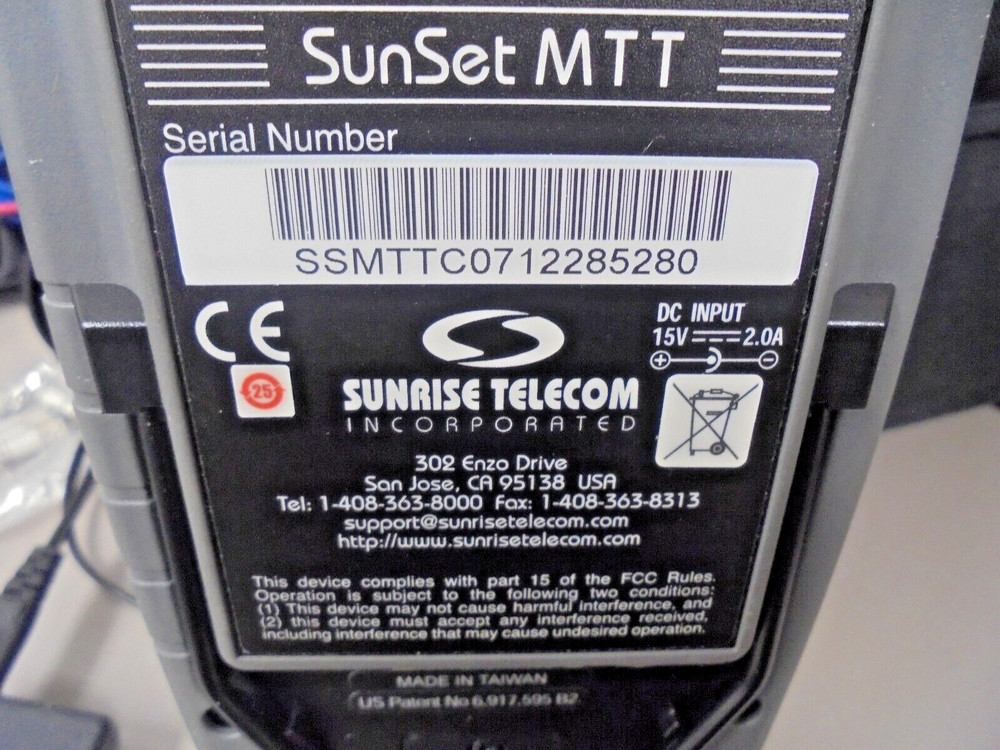 SunSet MTT
Serial Number
SSMTTC0712285280
CE
25
DC INPUT
15V 2.0A
SUNRISE TELECOM
INCORPORATED
302 Enzo Drive
San Jose, CA 95138 USA
Tel: 1-408-363-8000 Fax: 1-408-363-8313
support@sunrisetelecom.com
http://www.sunrisetelecom.com
This device complies with part 15 of the FCC Rules.
Operation is subject to the following two conditions:
(1) This device may not cause harmful interference, and
(2) this device must accept any interference received,
including interference that may cause undesired operation.
MADE IN TAIWAN
US Patent No 6,917,595 B2